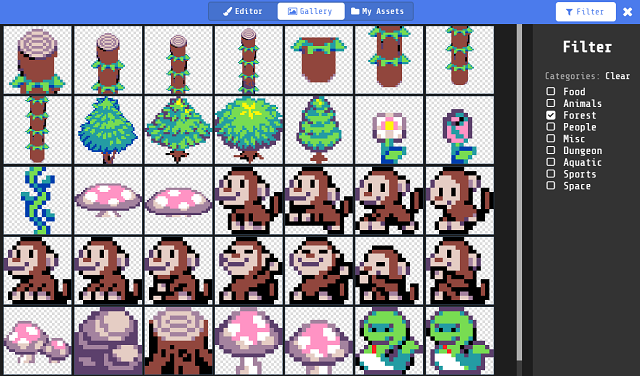 Editor Gallery My Assets Filter
Filter
Categories: Clear
Food
Animals
Forest
People
Misc
Dungeon
Aquatic
Sports
Space